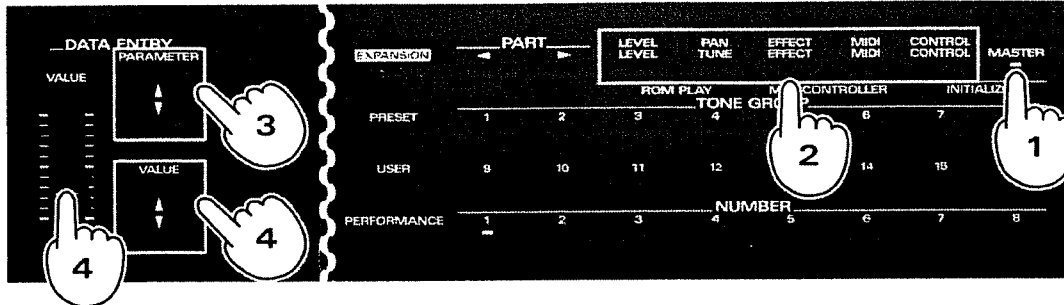 DATA ENTRY
PARAMETER
VALUE
3
VALUE
4
4
EXPANSION
PART
LEVEL PAN EFFECT MIDI CONTROL
LEVEL TUNE EFFECT MIDI CONTROL
MASTER
ROM PLAY
TONE GROUP
PRESET 1 2 3 4 6 7
2
1
USER 9 10 11 12 14 15
NUMBER
PERFORMANCE 1 2 3 4 5 6 7 8